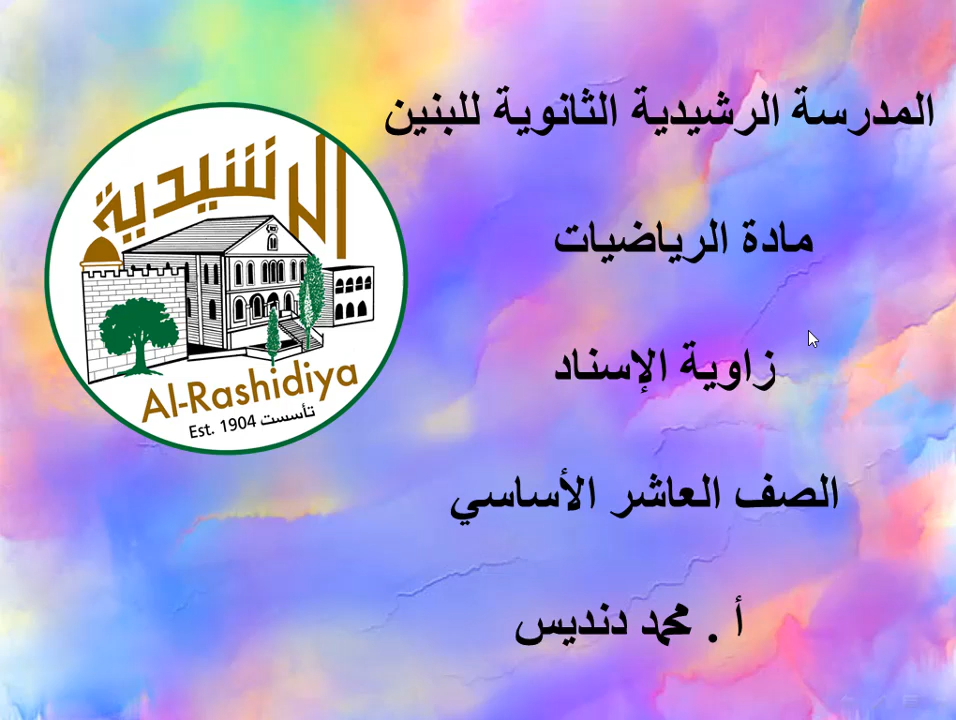 المدرسة الرشيدية الثانوية للبنين
مادة الرياضيات
زاوية الإسناد
الصف العاشر الأساسي
أ . محمد دنديس
الرشيدية
Al-Rashidiya
Est. 1904 تأسست